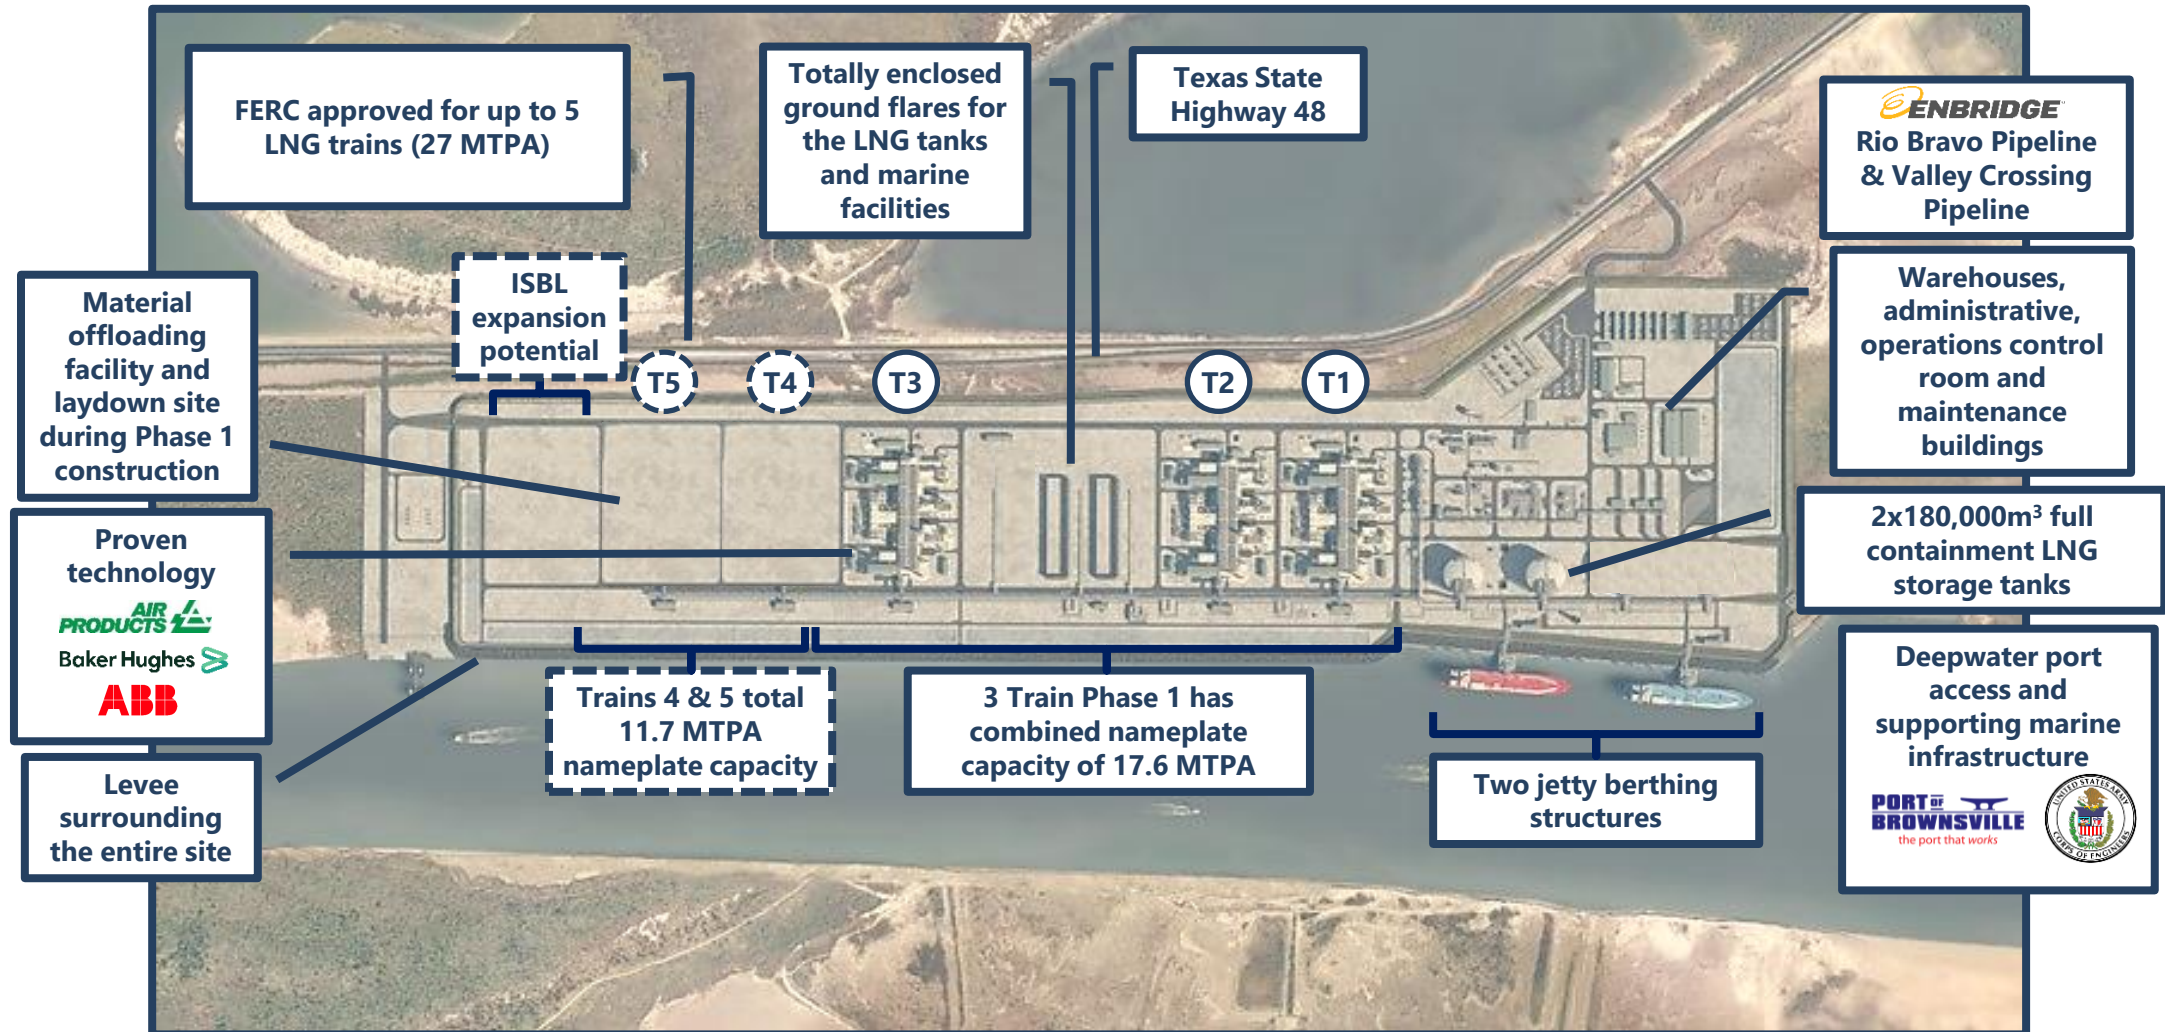 FERC approved for up to 5
LNG trains (27 MTPA)
Totally enclosed
ground flares for
the LNG tanks
and marine
facilities
Texas State
Highway 48
ENBRIDGE
Rio Bravo Pipeline
& Valley Crossing
Pipeline
Material
offloading
facility and
laydown site
during Phase 1
construction
ISBL
expansion
potential
T5
T4
T3
T2
T1
Warehouses,
administrative,
operations control
room and
maintenance
buildings
Proven
technology
AIR
PRODUCTS
Baker Hughes
ABB
2x180,000m³ full
containment LNG
storage tanks
Levee
surrounding
the entire site
Trains 4 & 5 total
11.7 MTPA
nameplate capacity
3 Train Phase 1 has
combined nameplate
capacity of 17.6 MTPA
Two jetty berthing
structures
Deepwater port
access and
supporting marine
infrastructure
PORT OF
BROWNSVILLE
the port that works
UNITED STATES ARMY
CORPS OF ENGINEERS